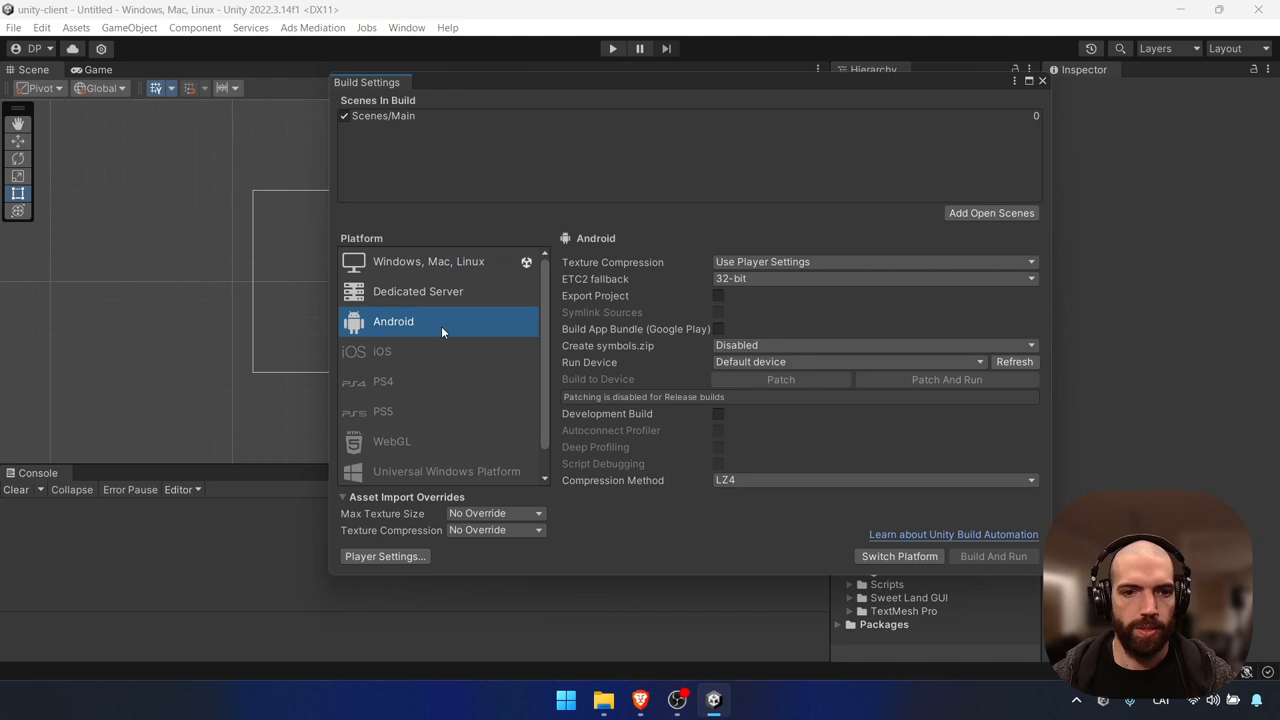 unity-client - Untitled - Windows, Mac, Linux - Unity 2022.3.14f1 <DX11>
File Edit Assets GameObject Component Services Ads Mediation Jobs Window Help
DP Layers Layout
Scene Game Hierarchy Inspector
Pivot Global
Build Settings
Scenes In Build
Scenes/Main 0
Add Open Scenes
Platform
Windows, Mac, Linux
Dedicated Server
Android
iOS iOS
PS4 PS4
PS5 PS5
HTML WebGL
Universal Windows Platform
Android
Texture Compression Use Player Settings
ETC2 fallback 32-bit
Export Project
Symlink Sources
Build App Bundle (Google Play)
Create symbols.zip Disabled
Run Device Default device Refresh
Build to Device Patch Patch And Run
Patching is disabled for Release builds
Development Build
Autoconnect Profiler
Deep Profiling
Script Debugging
Compression Method LZ4
Asset Import Overrides
Max Texture Size No Override
Texture Compression No Override
Learn about Unity Build Automation
Player Settings... Switch Platform Build And Run
Console
Clear Collapse Error Pause Editor
Scripts
Sweet Land GUI
TextMesh Pro
Packages
CAT